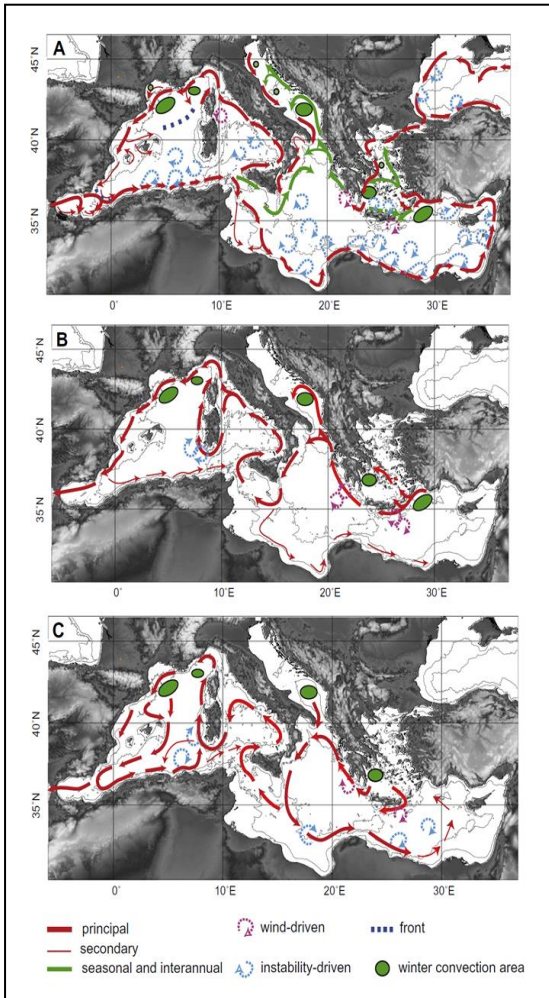 A
45˚N
40˚N
35˚N
0˚ 10˚E 20˚E 30˚E
B
45˚N
40˚N
35˚N
0˚ 10˚E 20˚E 30˚E
C
45˚N
40˚N
35˚N
0˚ 10˚E 20˚E 30˚E
principal wind-driven front
secondary
seasonal and interannual instability-driven winter convection area